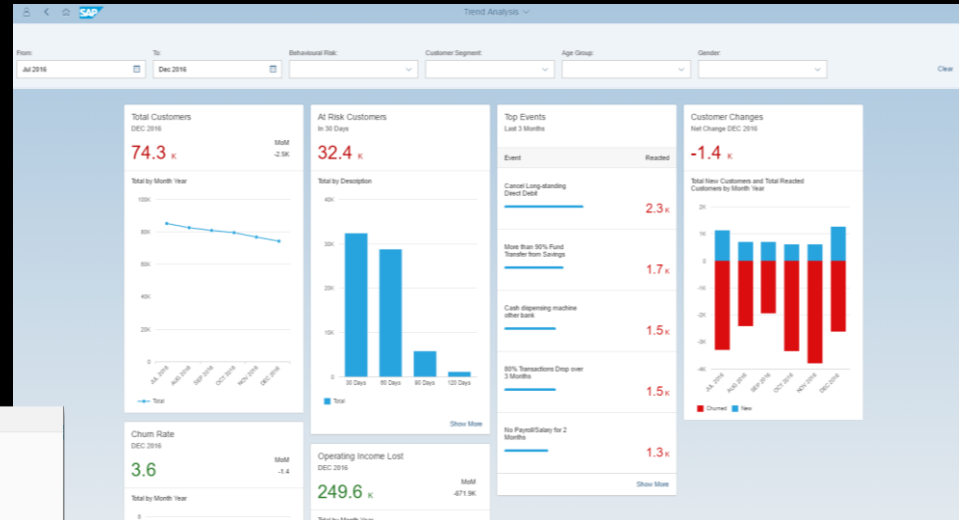 SAP
Trend Analysis
From:
To:
Behavioural Risk:
Customer Segment:
Age Group:
Gender:
Jul 2016
Dec 2016
Clear
Total Customers
DEC 2016
MoM
74.3 K
-2.5K
Total by Month Year
100K
80K
60K
40K
20K
0
JUL 2016
AUG 2016
SEP 2016
OCT 2016
NOV 2016
DEC 2016
Total
Churn Rate
DEC 2016
MoM
3.6
-1.4
Total by Month Year
At Risk Customers
In 30 Days
32.4 K
Total by Description
40K
30K
20K
10K
0
30 Days
60 Days
90 Days
120 Days
Total
Show More
Operating Income Lost
DEC 2016
MoM
249.6 K
-671.9K
Total by Month Year
Top Events
Last 3 Months
Event
Reacted
Cancel Long-standing
Direct Debit
2.3 K
More than 90% Fund
Transfer from Savings
1.7 K
Cash dispensing machine
other bank
1.5 K
80% Transactions Drop over
3 Months
1.5 K
No Payroll/Salary for 2
Months
1.3 K
Show More
Customer Changes
Net Change DEC 2016
-1.4 K
Total New Customers and Total Reacted
Customers by Month Year
2K
1K
0
-1K
-2K
-3K
-4K
JUL 2016
AUG 2016
SEP 2016
OCT 2016
NOV 2016
DEC 2016
Churned
New